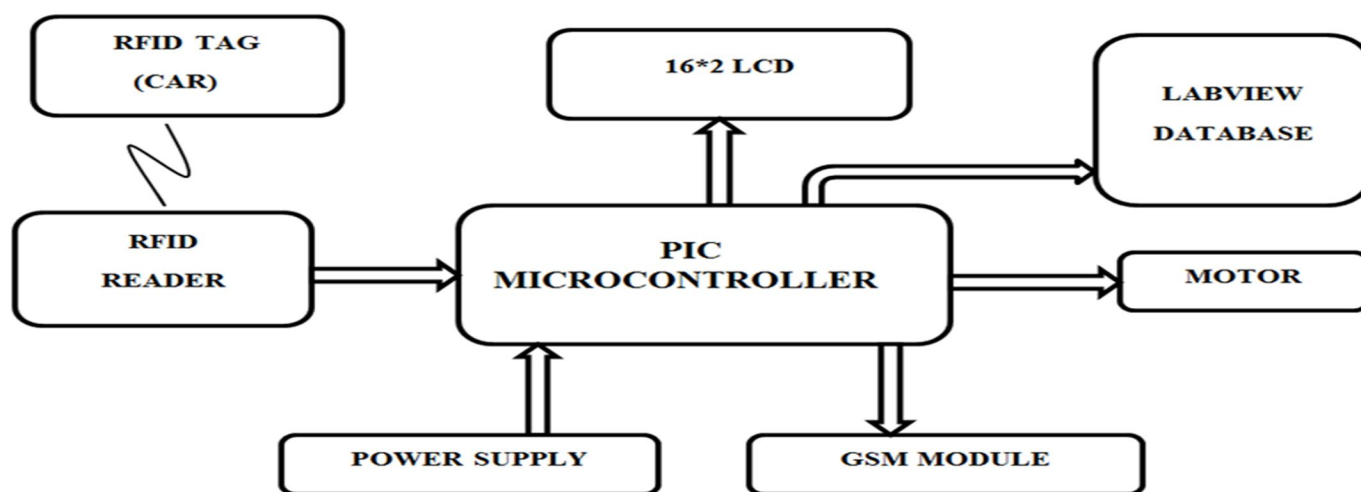 RFID TAG
(CAR)
16*2 LCD
LABVIEW
DATABASE
RFID
READER
PIC
MICROCONTROLLER
MOTOR
POWER SUPPLY
GSM MODULE